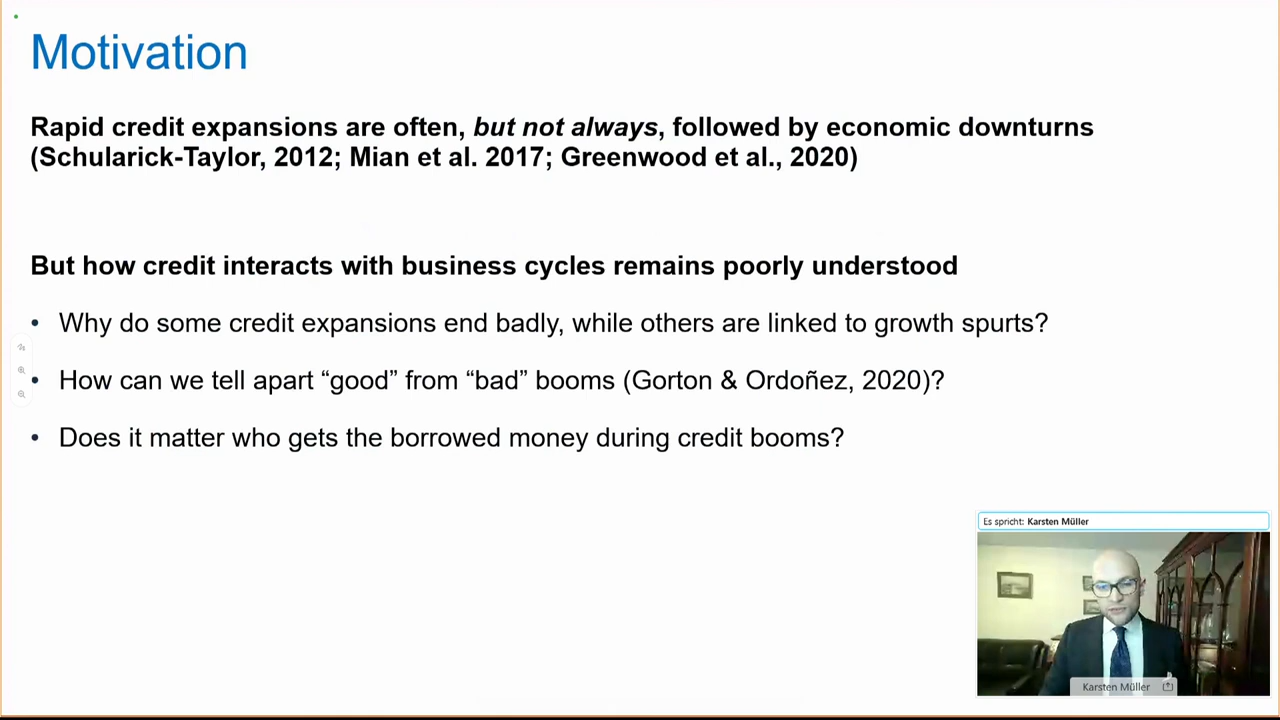 Motivation
Rapid credit expansions are often, but not always, followed by economic downturns
(Schularick-Taylor, 2012; Mian et al. 2017; Greenwood et al., 2020)
But how credit interacts with business cycles remains poorly understood
• Why do some credit expansions end badly, while others are linked to growth spurts?
• How can we tell apart “good” from “bad” booms (Gorton & Ordoñez, 2020)?
• Does it matter who gets the borrowed money during credit booms?
Es spricht: Karsten Müller
Karsten Müller